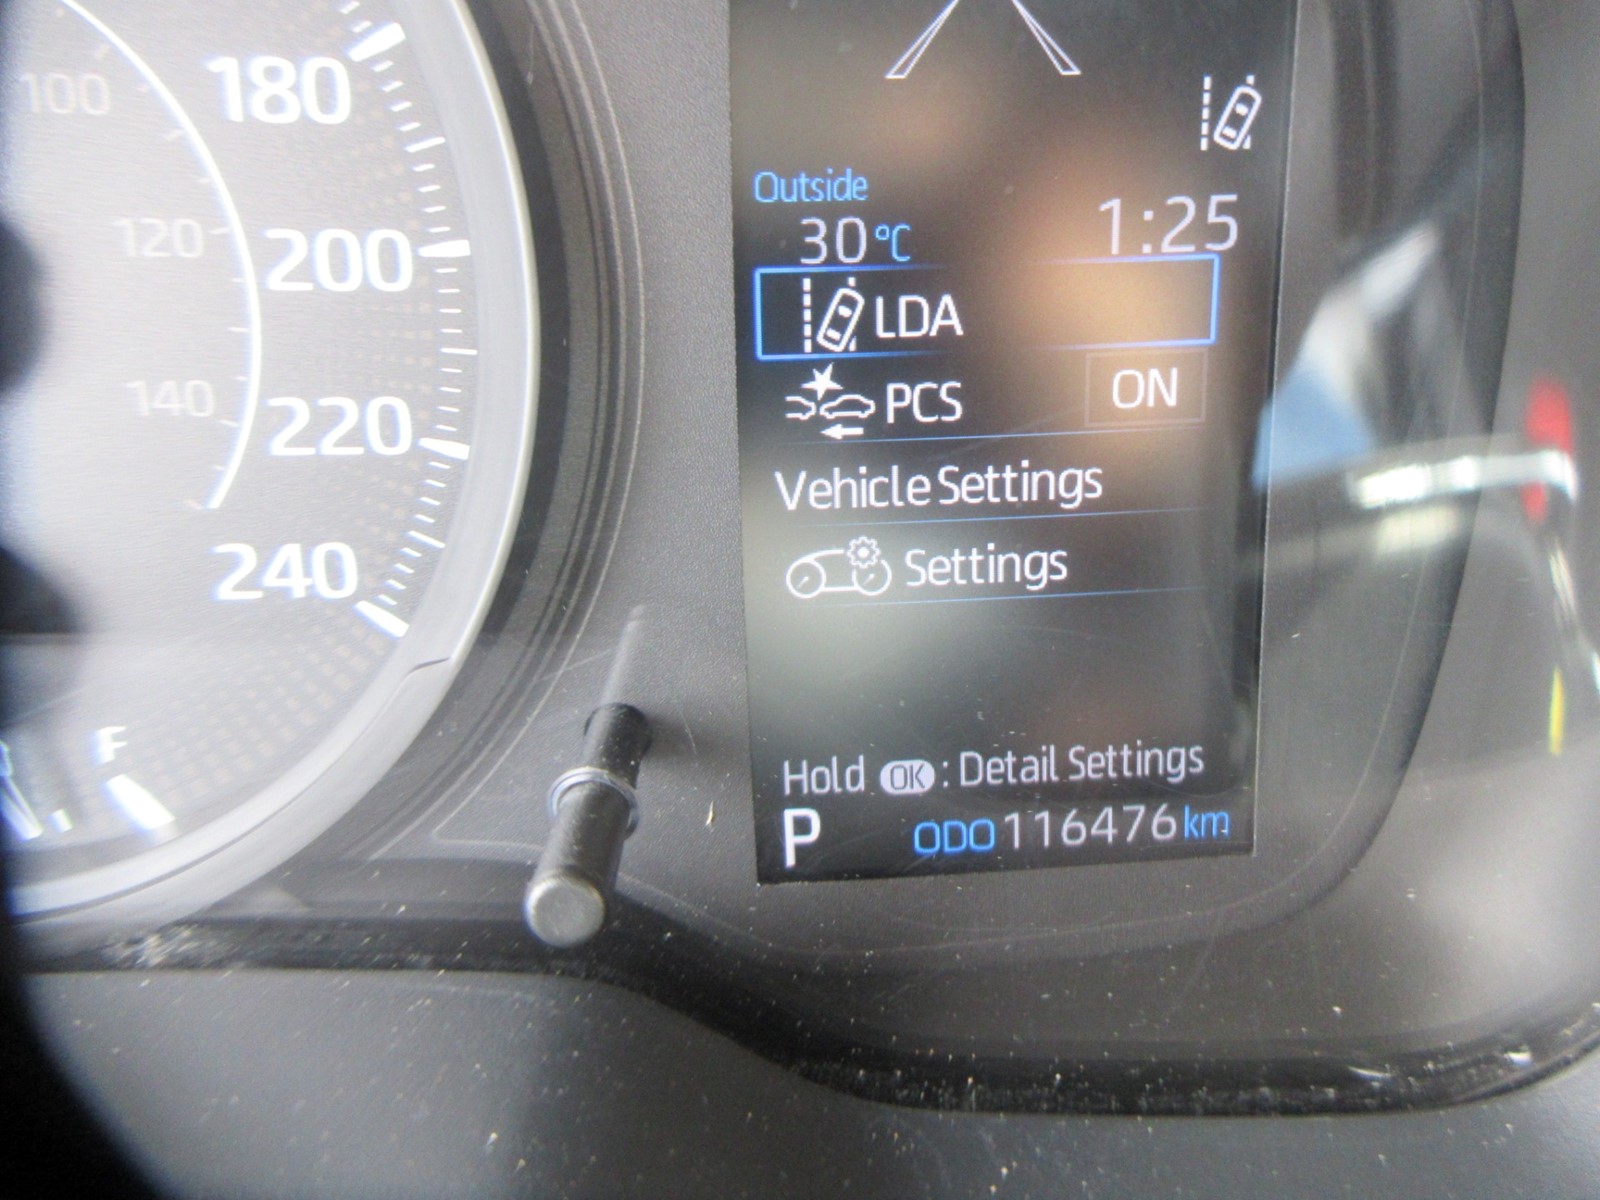 100
180
120
200
140
220
240
F
Outside
30°C
1:25
LDA
PCS
ON
Vehicle Settings
Settings
Hold OK : Detail Settings
P
ODO 116476 km